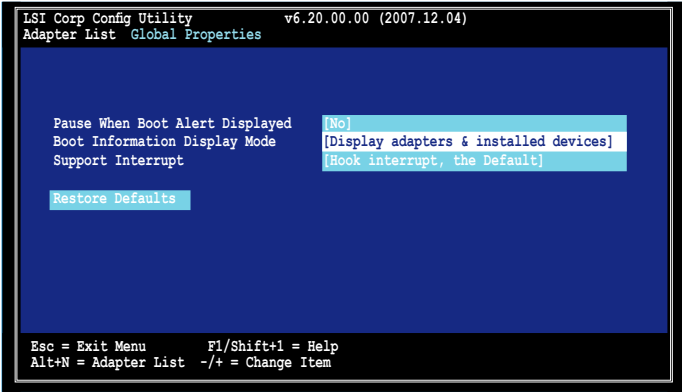 LSI Corp Config Utility v6.20.00.00 (2007.12.04)
Adapter List Global Properties
Pause When Boot Alert Displayed [No]
Boot Information Display Mode [Display adapters & installed devices]
Support Interrupt [Hook interrupt, the Default]
Restore Defaults
Esc = Exit Menu F1/Shift+1 = Help
Alt+N = Adapter List -/+ = Change Item